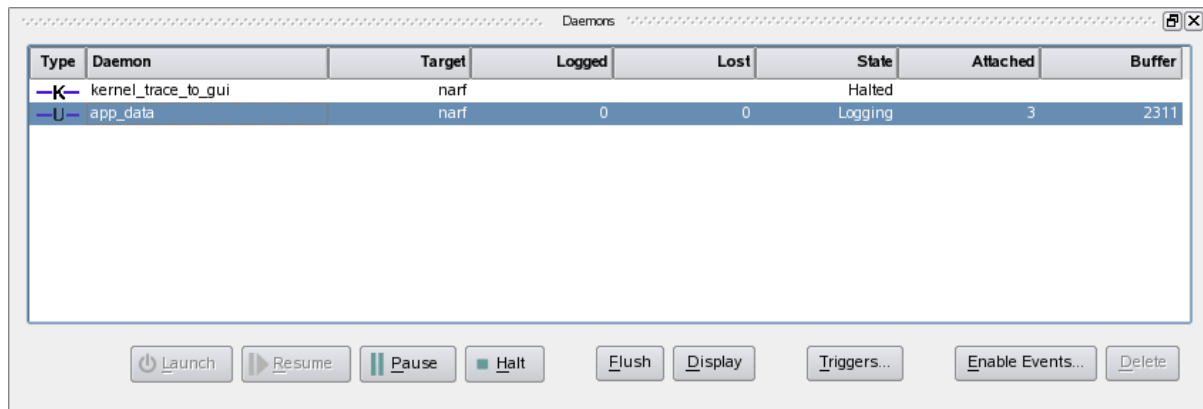 Daemons
Type Daemon Target Logged Lost State Attached Buffer
K kernel_trace_to_gui narf Halted
U app_data narf 0 0 Logging 3 2311
Launch Resume Pause Halt Flush Display Triggers... Enable Events... Delete